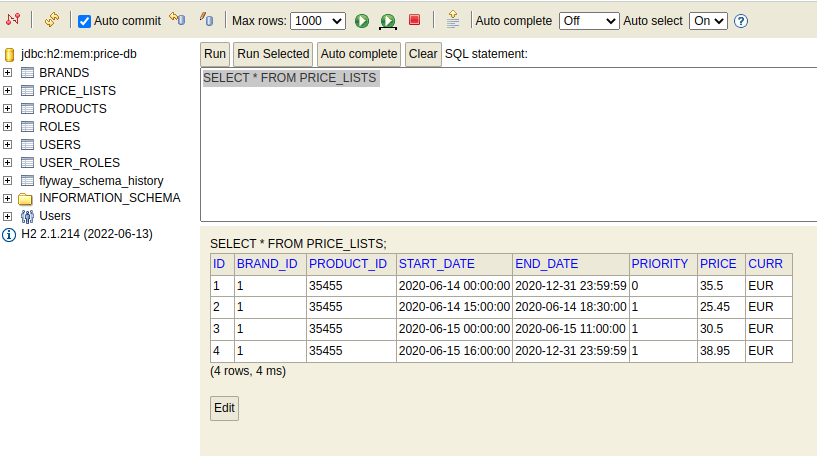 Auto commit Max rows: 1000 Auto complete Off Auto select On ?
jdbc:h2:mem:price-db
BRANDS
PRICE_LISTS
PRODUCTS
ROLES
USERS
USER_ROLES
flyway_schema_history
INFORMATION_SCHEMA
Users
H2 2.1.214 (2022-06-13)
Run Run Selected Auto complete Clear SQL statement:
SELECT * FROM PRICE_LISTS
SELECT * FROM PRICE_LISTS;
ID BRAND_ID PRODUCT_ID START_DATE END_DATE PRIORITY PRICE CURR
1 1 35455 2020-06-14 00:00:00 2020-12-31 23:59:59 0 35.5 EUR
2 1 35455 2020-06-14 15:00:00 2020-06-14 18:30:00 1 25.45 EUR
3 1 35455 2020-06-15 00:00:00 2020-06-15 11:00:00 1 30.5 EUR
4 1 35455 2020-06-15 16:00:00 2020-12-31 23:59:59 1 38.95 EUR
(4 rows, 4 ms)
Edit